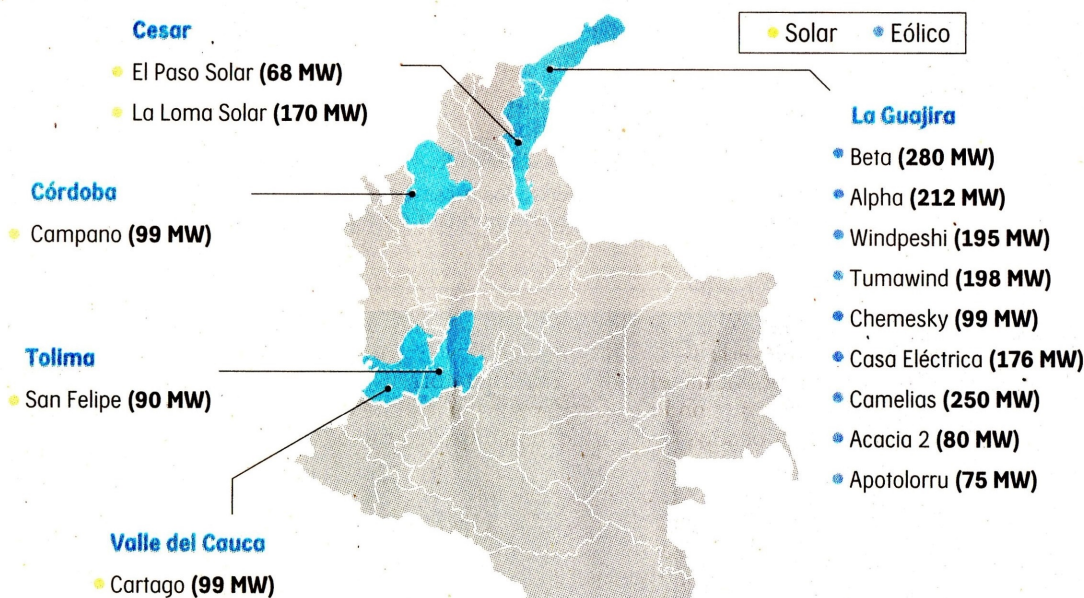 Solar
Eólico
Cesar
El Paso Solar (68 MW)
La Loma Solar (170 MW)
Córdoba
Campano (99 MW)
Tolima
San Felipe (90 MW)
Valle del Cauca
Cartago (99 MW)
La Guajira
Beta (280 MW)
Alpha (212 MW)
Windpeshi (195 MW)
Tumawind (198 MW)
Chemesky (99 MW)
Casa Eléctrica (176 MW)
Camelias (250 MW)
Acacia 2 (80 MW)
Apotolorru (75 MW)